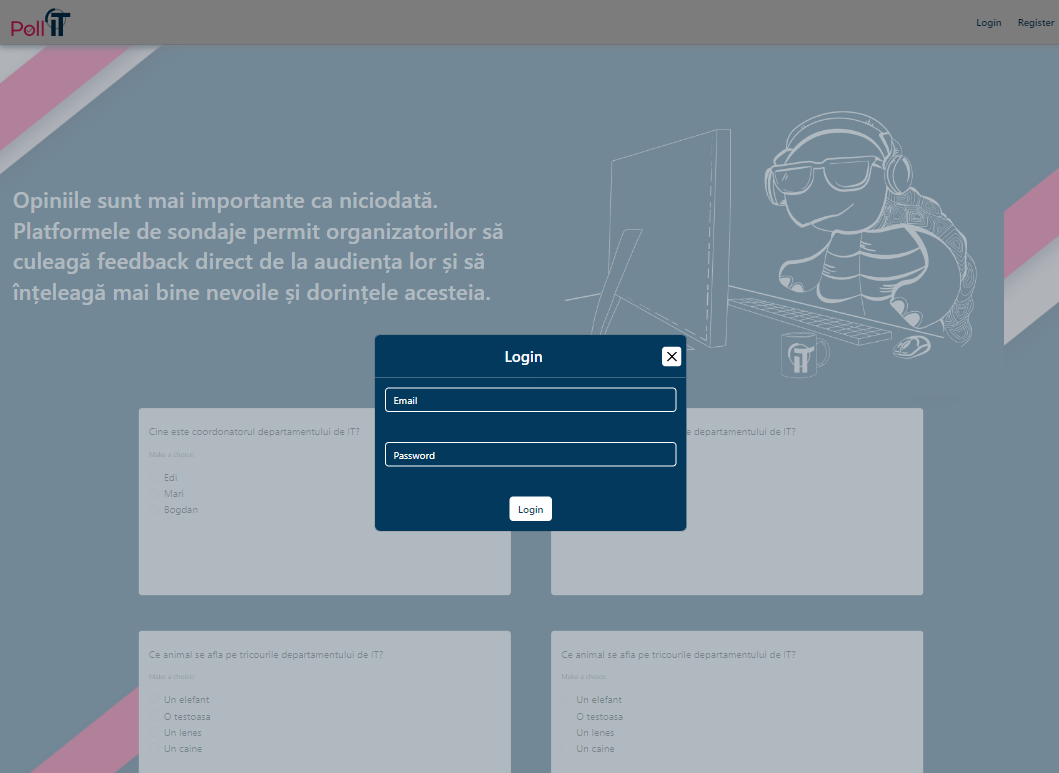 Poll iT
Login Register
Opiniile sunt mai importante ca niciodată.
Platformele de sondaje permit organizatorilor să
culeagă feedback direct de la audiența lor și să
înțeleagă mai bine nevoile și dorințele acesteia.
iT
Login
Email
Password
Login
Cine este coordonatorul departamentului de IT?
Make a choice:
Edi
Mari
Bogdan
departamentului de IT?
Ce animal se afla pe tricourile departamentului de IT?
Make a choice:
Un elefant
O testoasa
Un lenes
Un caine
Ce animal se afla pe tricourile departamentului de IT?
Make a choice:
Un elefant
O testoasa
Un lenes
Un caine